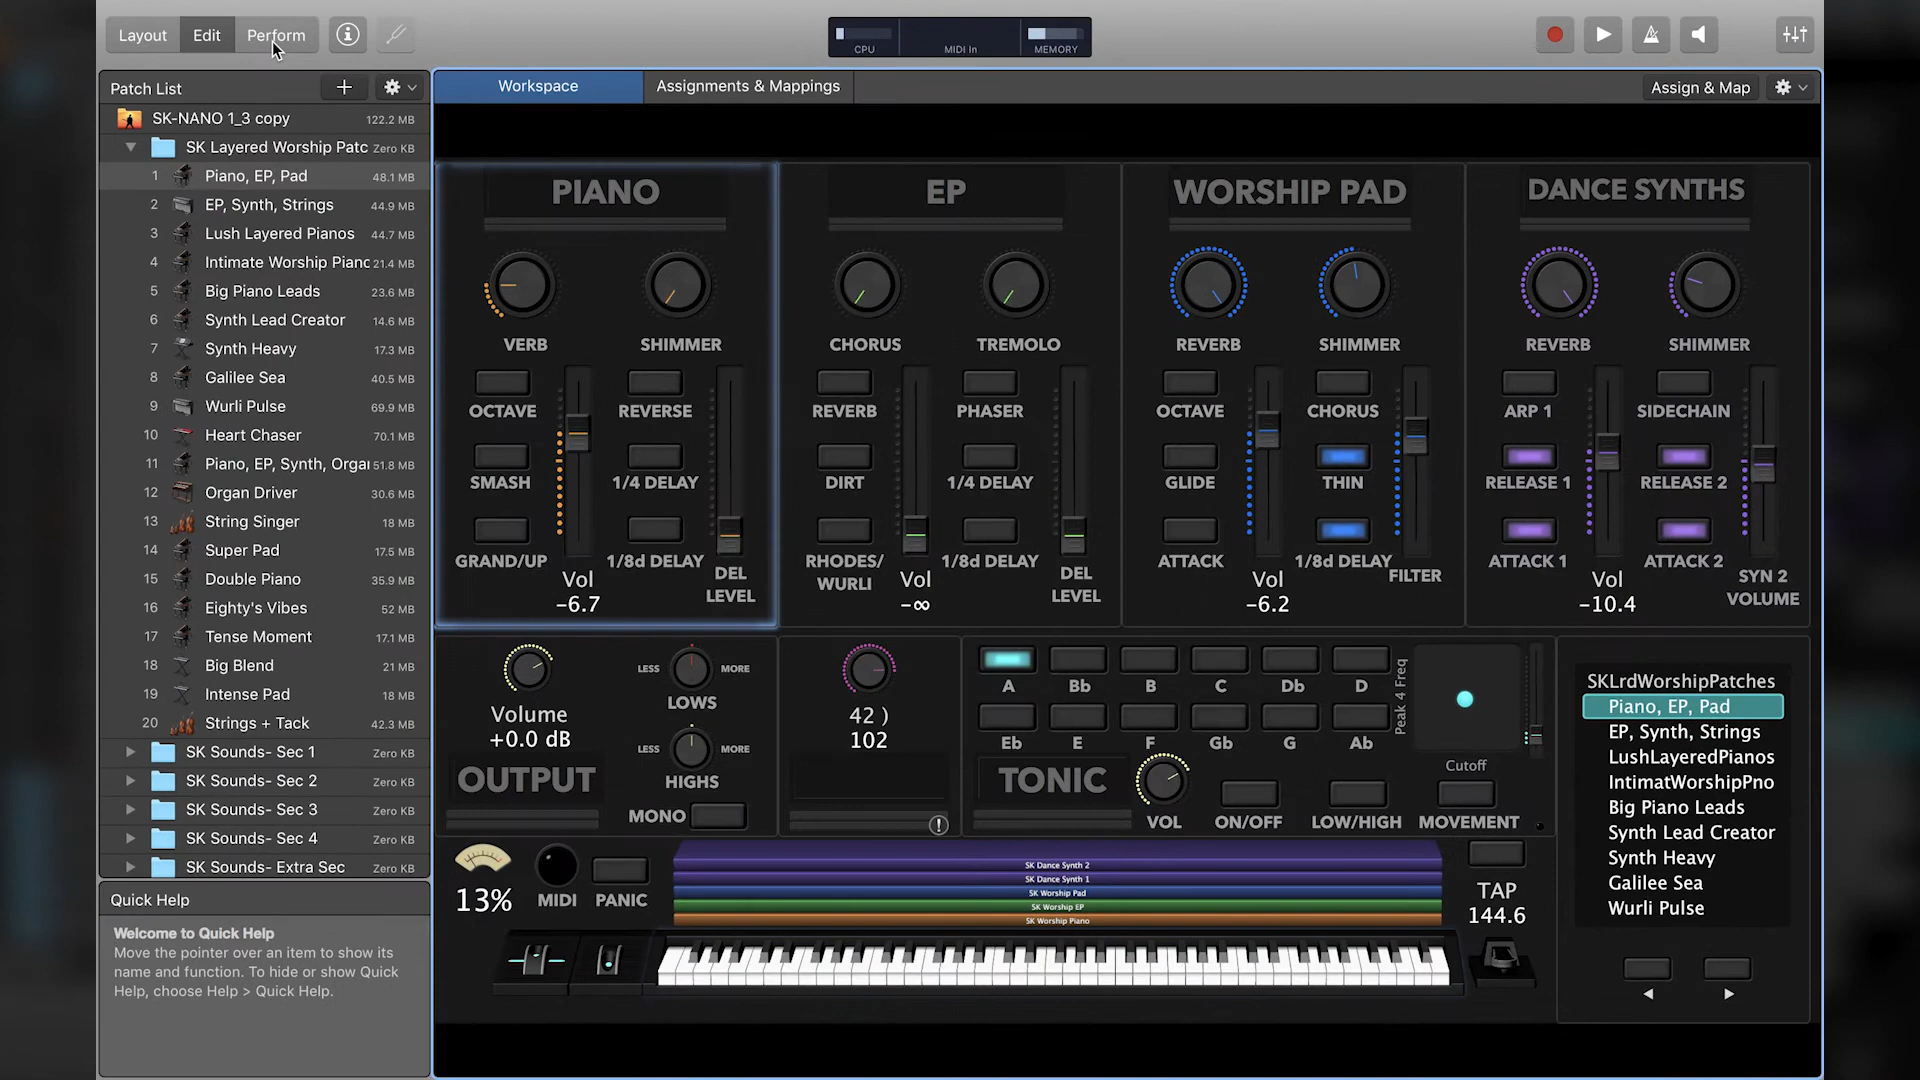 Layout Edit Perform
CPU MIDI In MEMORY
Patch List
SK-NANO 1_3 copy 122.2 MB
SK Layered Worship Patc Zero KB
1 Piano, EP, Pad 48.1 MB
2 EP, Synth, Strings 44.9 MB
3 Lush Layered Pianos 44.7 MB
4 Intimate Worship Piano 21.4 MB
5 Big Piano Leads 23.6 MB
6 Synth Lead Creator 14.6 MB
7 Synth Heavy 17.3 MB
8 Galilee Sea 40.5 MB
9 Wurli Pulse 69.9 MB
10 Heart Chaser 70.1 MB
11 Piano, EP, Synth, Orga 51.8 MB
12 Organ Driver 30.6 MB
13 String Singer 18 MB
14 Super Pad 17.5 MB
15 Double Piano 35.9 MB
16 Eighty's Vibes 52 MB
17 Tense Moment 17.1 MB
18 Big Blend 21 MB
19 Intense Pad 18 MB
20 Strings + Tack 42.3 MB
SK Sounds- Sec 1 Zero KB
SK Sounds- Sec 2 Zero KB
SK Sounds- Sec 3 Zero KB
SK Sounds- Sec 4 Zero KB
SK Sounds- Extra Sec Zero KB
Quick Help
Welcome to Quick Help
Move the pointer over an item to show its
name and function. To hide or show Quick
Help, choose Help > Quick Help.
Workspace Assignments & Mappings Assign & Map
PIANO
VERB SHIMMER
OCTAVE REVERSE
SMASH 1/4 DELAY
GRAND/UP 1/8d DELAY
Vol
-6.7
DEL
LEVEL
EP
CHORUS TREMOLO
REVERB PHASER
DIRT 1/4 DELAY
RHODES/
WURLI
1/8d DELAY
Vol
-∞
DEL
LEVEL
WORSHIP PAD
REVERB SHIMMER
OCTAVE CHORUS
GLIDE THIN
ATTACK 1/8d DELAY
Vol
-6.2
FILTER
DANCE SYNTHS
REVERB SHIMMER
ARP 1 SIDECHAIN
RELEASE 1 RELEASE 2
ATTACK 1 ATTACK 2
Vol
-10.4
SYN 2
VOLUME
Volume
+0.0 dB
OUTPUT
LESS MORE
LOWS
LESS MORE
HIGHS
MONO
42 )
102
A Bb B C Db D
Eb E F Gb G Ab
TONIC
VOL ON/OFF LOW/HIGH MOVEMENT
Peak 4 Freq
Cutoff
SKLrdWorshipPatches
Piano, EP, Pad
EP, Synth, Strings
LushLayeredPianos
IntimatWorshipPno
Big Piano Leads
Synth Lead Creator
Synth Heavy
Galilee Sea
Wurli Pulse
13% MIDI PANIC
SK Dance Synth 2
SK Dance Synth 1
SK Worship Pad
SK Worship EP
SK Worship Piano
TAP
144.6